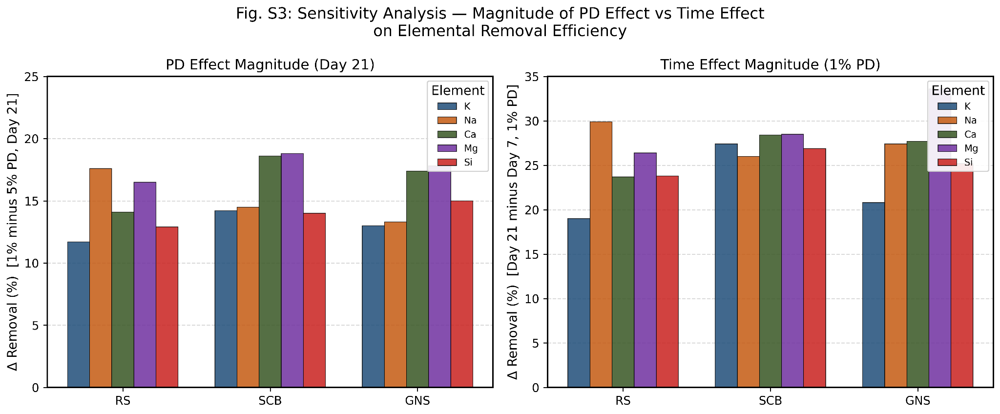 Fig. S3: Sensitivity Analysis — Magnitude of PD Effect vs Time Effect
on Elemental Removal Efficiency
PD Effect Magnitude (Day 21)
Δ Removal (%)  [1% minus 5% PD, Day 21]
25
20
15
10
5
0
RS
SCB
GNS
Element
K
Na
Ca
Mg
Si
Time Effect Magnitude (1% PD)
Δ Removal (%)  [Day 21 minus Day 7, 1% PD]
35
30
25
20
15
10
5
0
RS
SCB
GNS
Element
K
Na
Ca
Mg
Si